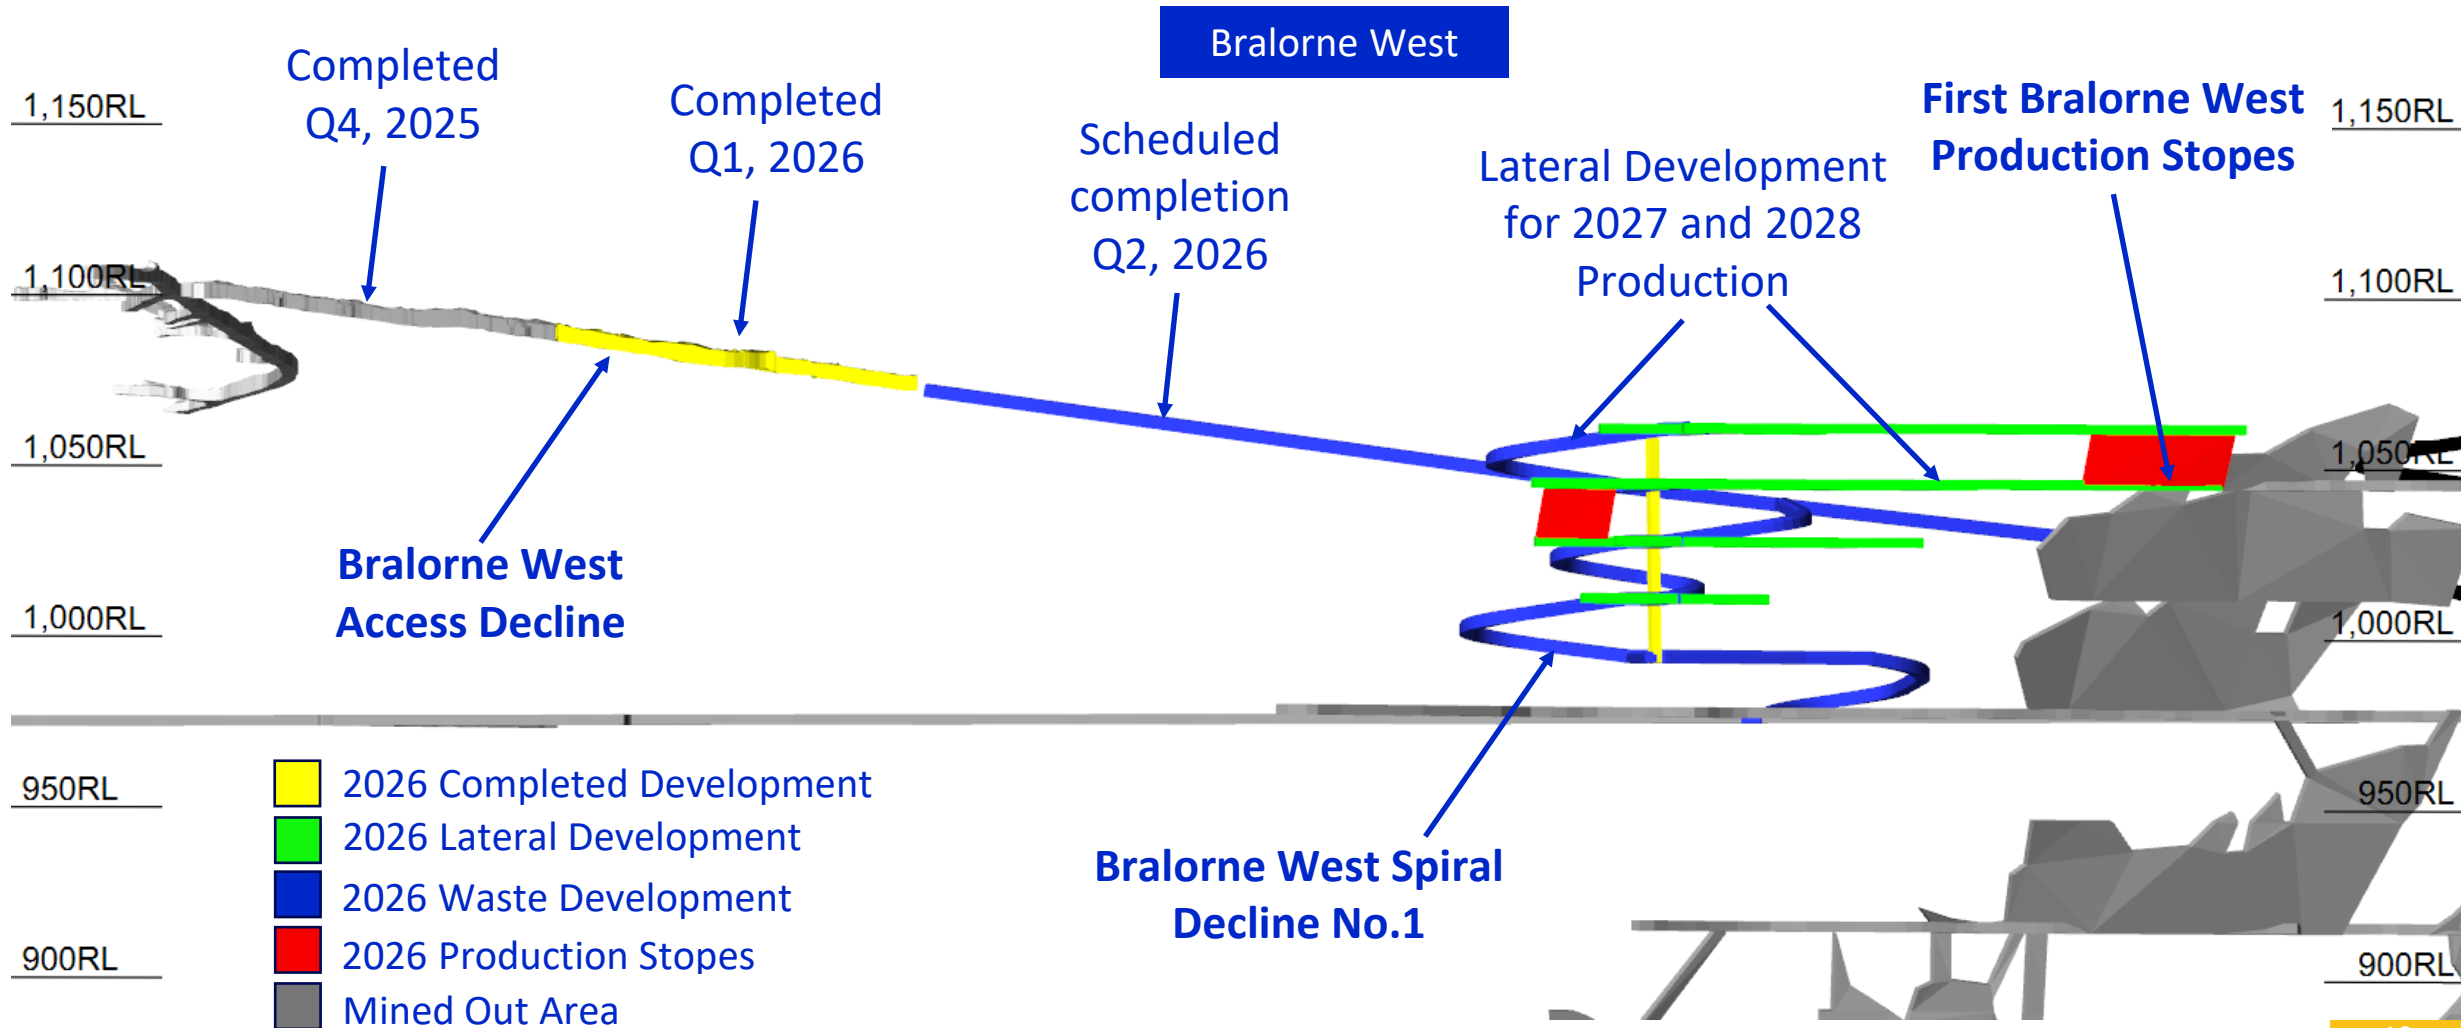 Bralorne West
Completed
Q4, 2025
Completed
Q1, 2026
Scheduled
completion
Q2, 2026
Lateral Development
for 2027 and 2028
Production
First Bralorne West
Production Stopes
1,150RL
1,100RL
1,050RL
1,000RL
950RL
900RL
1,150RL
1,100RL
1,050RL
1,000RL
950RL
900RL
Bralorne West
Access Decline
Bralorne West Spiral
Decline No.1
2026 Completed Development
2026 Lateral Development
2026 Waste Development
2026 Production Stopes
Mined Out Area